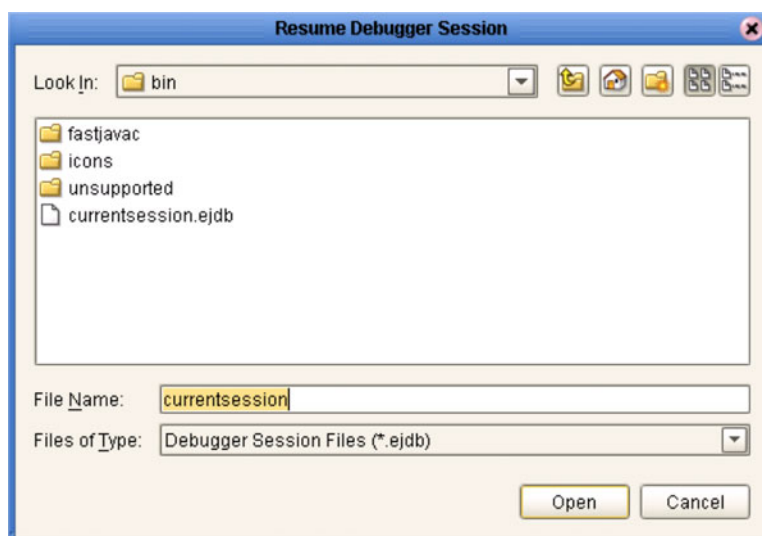 Resume Debugger Session
Look In: bin
fastjavac
icons
unsupported
currentsession.ejdb
File Name: currentsession
Files of Type: Debugger Session Files (*.ejdb)
Open Cancel